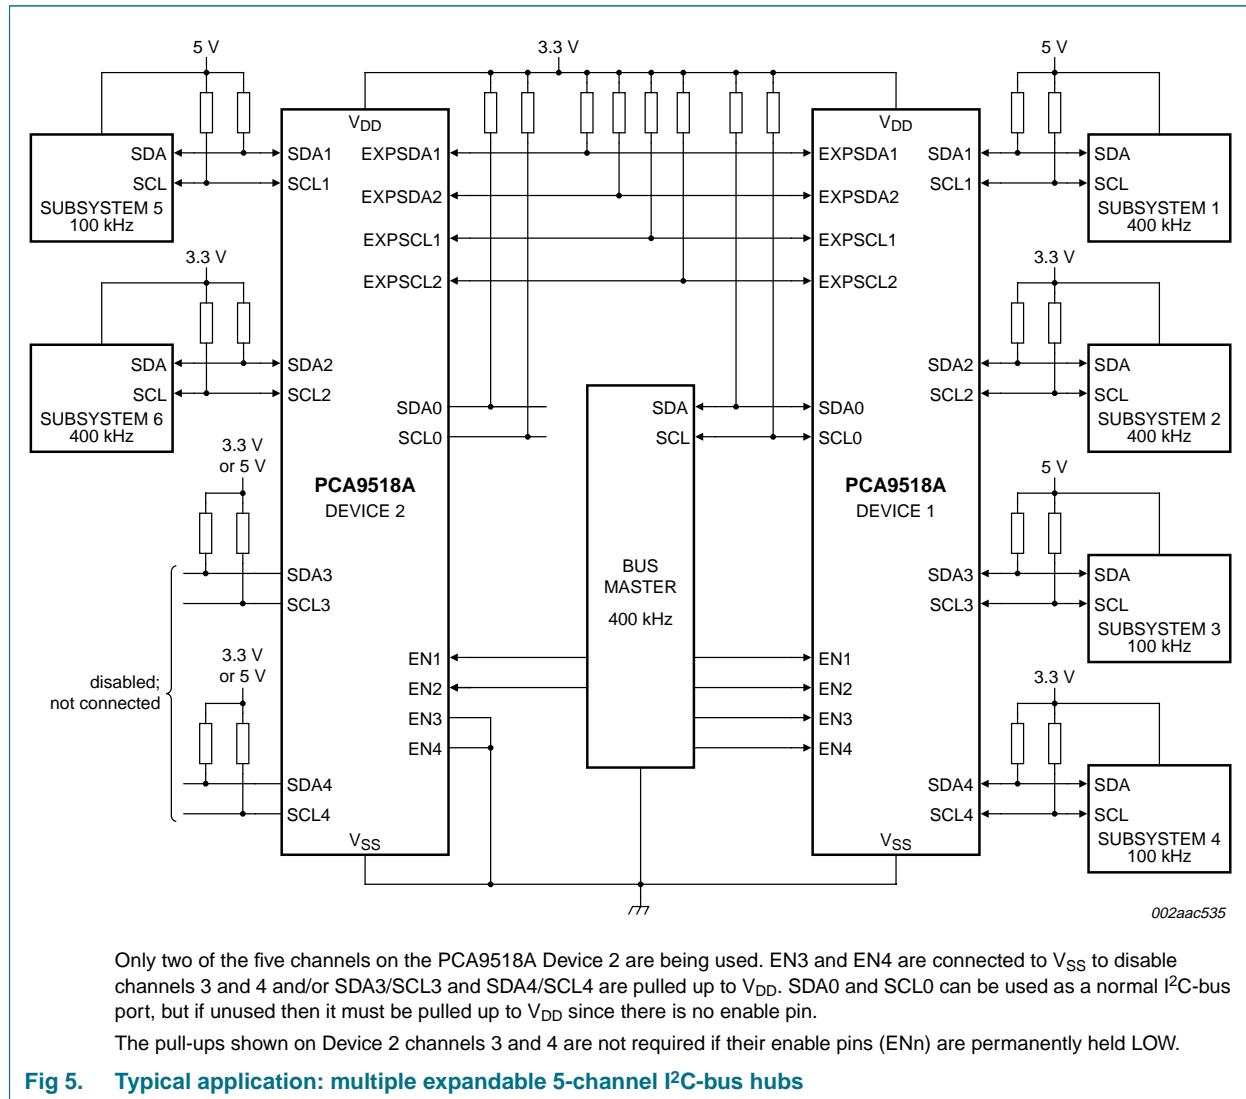 5 V
3.3 V
5 V
VDD
VDD
SDA
SCL
SUBSYSTEM 5
100 kHz
SDA1
SCL1
EXPSDA1
EXPSDA2
EXPSCL1
EXPSCL2
EXPSDA1
EXPSDA2
EXPSCL1
EXPSCL2
SDA1
SCL1
SDA
SCL
SUBSYSTEM 1
400 kHz
3.3 V
3.3 V
SDA
SCL
SUBSYSTEM 6
400 kHz
SDA2
SCL2
SDA0
SCL0
SDA
SCL
SDA0
SCL0
SDA2
SCL2
SDA
SCL
SUBSYSTEM 2
400 kHz
3.3 V
or 5 V
PCA9518A
DEVICE 2
PCA9518A
DEVICE 1
5 V
SDA3
SCL3
BUS
MASTER
400 kHz
SDA3
SCL3
SDA
SCL
SUBSYSTEM 3
100 kHz
disabled;
not connected
3.3 V
or 5 V
EN1
EN2
EN3
EN4
EN1
EN2
EN3
EN4
3.3 V
SDA4
SCL4
SDA4
SCL4
SDA
SCL
SUBSYSTEM 4
100 kHz
VSS
VSS
002aac535
Only two of the five channels on the PCA9518A Device 2 are being used. EN3 and EN4 are connected to VSS to disable
channels 3 and 4 and/or SDA3/SCL3 and SDA4/SCL4 are pulled up to VDD. SDA0 and SCL0 can be used as a normal I2C-bus
port, but if unused then it must be pulled up to VDD since there is no enable pin.
The pull-ups shown on Device 2 channels 3 and 4 are not required if their enable pins (ENn) are permanently held LOW.
Fig 5. Typical application: multiple expandable 5-channel I2C-bus hubs